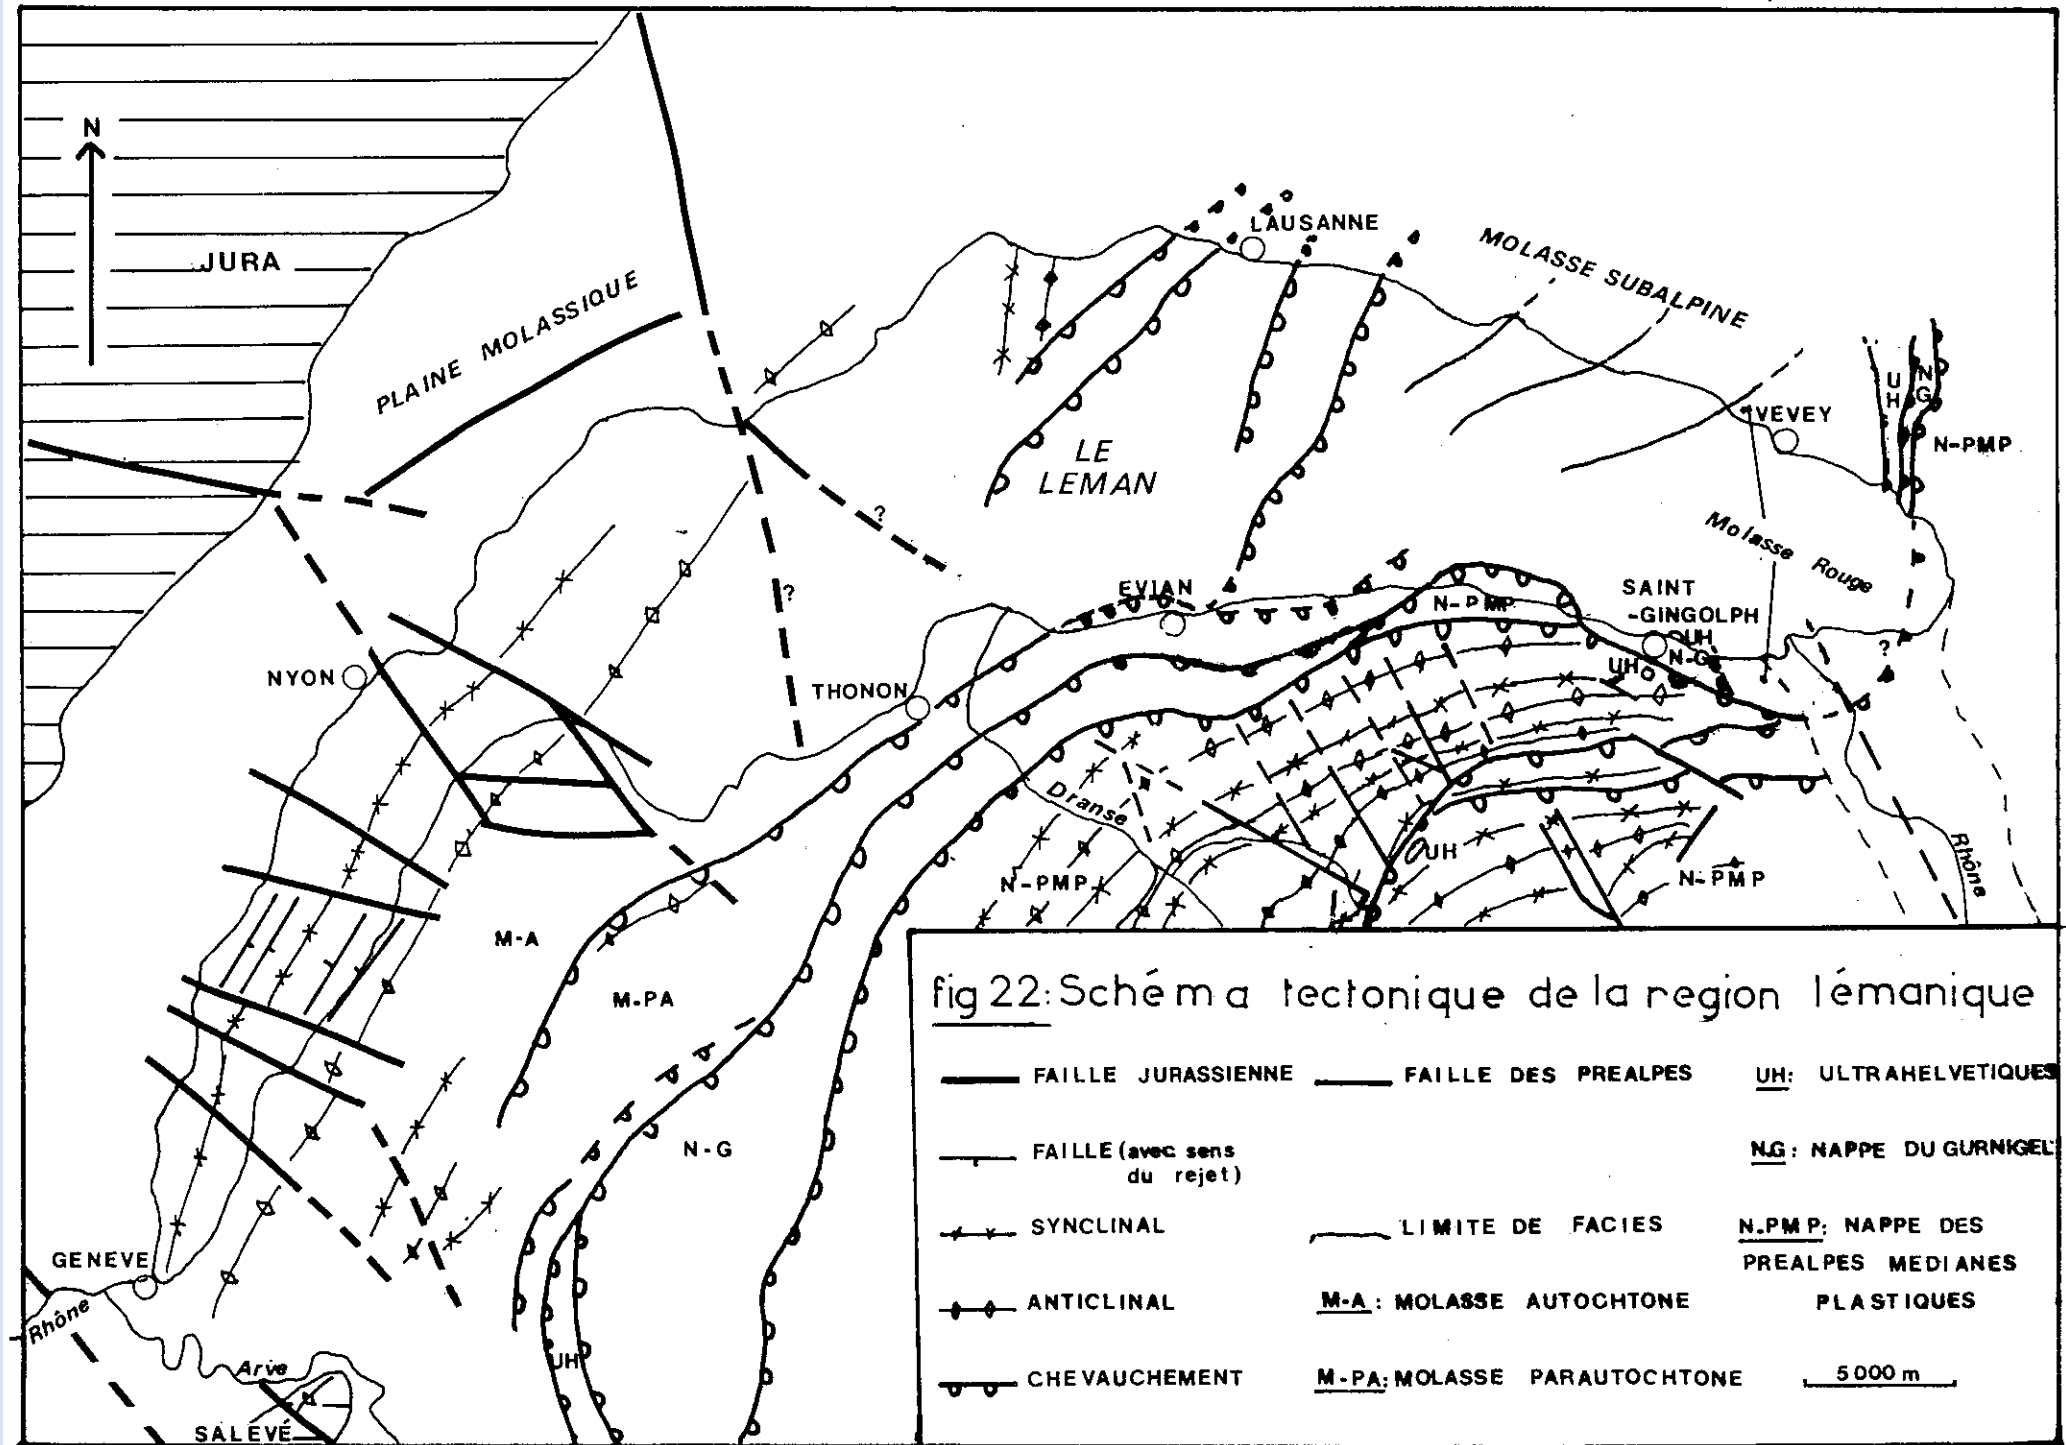 N
JURA
PLAINE MOLASSIQUE
LAUSANNE
MOLASSE SUBALPINE
VEVEY
UH
NG
N-PMP
LE
LEMAN
?
?
Molasse Rouge
EVIAN
N-PMP
SAINT
-GINGOLPH
UH
N-G
UH
?
NYON
THONON
Dranse
UH
N-PMP
N-PMP
Rhône
M-A
M-PA
N-G
GENEVE
Rhône
Arve
SALEVÉ
UH
fig 22: Schéma tectonique de la region lémanique
FAILLE JURASSIENNE
FAILLE DES PREALPES
UH: ULTRAHELVETIQUES
FAILLE (avec sens
du rejet)
N.G: NAPPE DU GURNIGEL
SYNCLINAL
LIMITE DE FACIES
N.PMP: NAPPE DES
PREALPES MEDIANES
PLASTIQUES
ANTICLINAL
M-A: MOLASSE AUTOCHTONE
CHEVAUCHEMENT
M-PA: MOLASSE PARAUTOCHTONE
5000 m